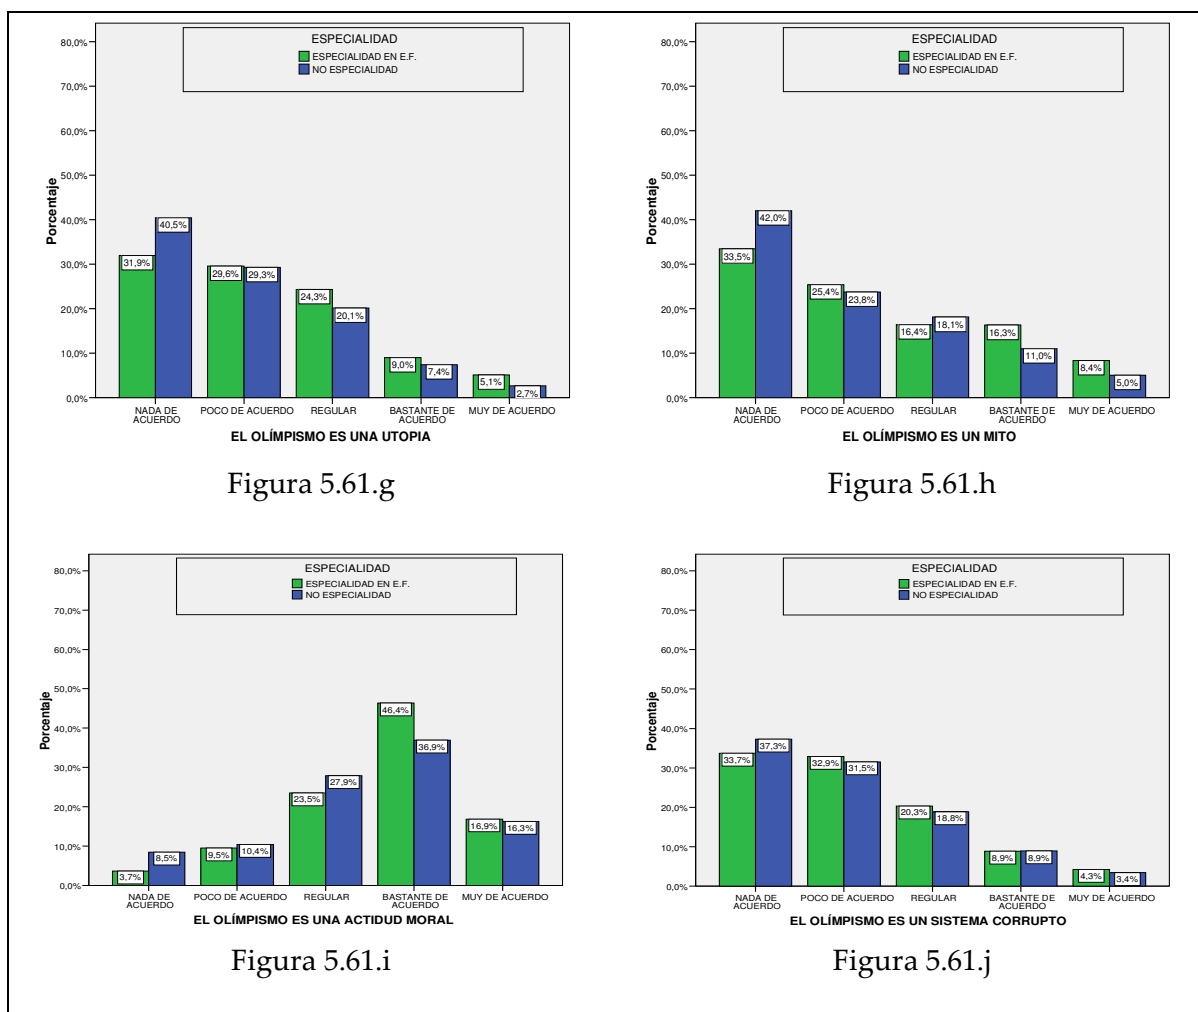 ESPECIALIDAD
ESPECIALIDAD EN E.F.
NO ESPECIALIDAD
80,0%
70,0%
60,0%
50,0%
40,0%
30,0%
20,0%
10,0%
0,0%
Porcentaje
31,9%
40,5%
29,6%
29,3%
24,3%
20,1%
9,0%
7,4%
5,1%
2,7%
NADA DE ACUERDO
POCO DE ACUERDO
REGULAR
BASTANTE DE ACUERDO
MUY DE ACUERDO
EL OLÍMPISMO ES UNA UTOPIA
Figura 5.61.g
ESPECIALIDAD
ESPECIALIDAD EN E.F.
NO ESPECIALIDAD
80,0%
70,0%
60,0%
50,0%
40,0%
30,0%
20,0%
10,0%
0,0%
Porcentaje
33,5%
42,0%
25,4%
23,8%
16,4%
18,1%
16,3%
11,0%
8,4%
5,0%
NADA DE ACUERDO
POCO DE ACUERDO
REGULAR
BASTANTE DE ACUERDO
MUY DE ACUERDO
EL OLÍMPISMO ES UN MITO
Figura 5.61.h
ESPECIALIDAD
ESPECIALIDAD EN E.F.
NO ESPECIALIDAD
80,0%
70,0%
60,0%
50,0%
40,0%
30,0%
20,0%
10,0%
0,0%
Porcentaje
3,7%
8,5%
9,5%
10,4%
23,5%
27,9%
46,4%
36,9%
16,9%
16,3%
NADA DE ACUERDO
POCO DE ACUERDO
REGULAR
BASTANTE DE ACUERDO
MUY DE ACUERDO
EL OLÍMPISMO ES UNA ACTIDUD MORAL
Figura 5.61.i
ESPECIALIDAD
ESPECIALIDAD EN E.F.
NO ESPECIALIDAD
80,0%
70,0%
60,0%
50,0%
40,0%
30,0%
20,0%
10,0%
0,0%
Porcentaje
33,7%
37,3%
32,9%
31,5%
20,3%
18,8%
8,9%
8,9%
4,3%
3,4%
NADA DE ACUERDO
POCO DE ACUERDO
REGULAR
BASTANTE DE ACUERDO
MUY DE ACUERDO
EL OLÍMPISMO ES UN SISTEMA CORRUPTO
Figura 5.61.j